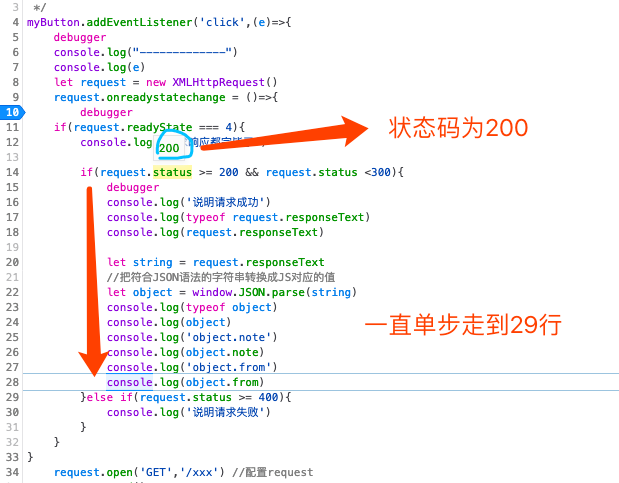 3 */
4 myButton.addEventListener('click',(e)=>{
5 debugger
6 console.log("-------------")
7 console.log(e)
8 let request = new XMLHttpRequest()
9 request.onreadystatechange = ()=>{
10 debugger
11 if(request.readyState === 4){
状态码为200
12 console.log
200
13
14 if(request.status >= 200 && request.status <300){
15 debugger
16 console.log('说明请求成功')
17 console.log(typeof request.responseText)
18 console.log(request.responseText)
19
20 let string = request.responseText
21 //把符合JSON语法的字符串转换成JS对应的值
22 let object = window.JSON.parse(string)
23 console.log(typeof object)
24 console.log(object)
一直单步走到29行
25 console.log('object.note')
26 console.log(object.note)
27 console.log('object.from')
28 console.log(object.from)
29 }else if(request.status >= 400){
30 console.log('说明请求失败')
31 }
32 }
33 }
34 request.open('GET','/xxx') //配置request